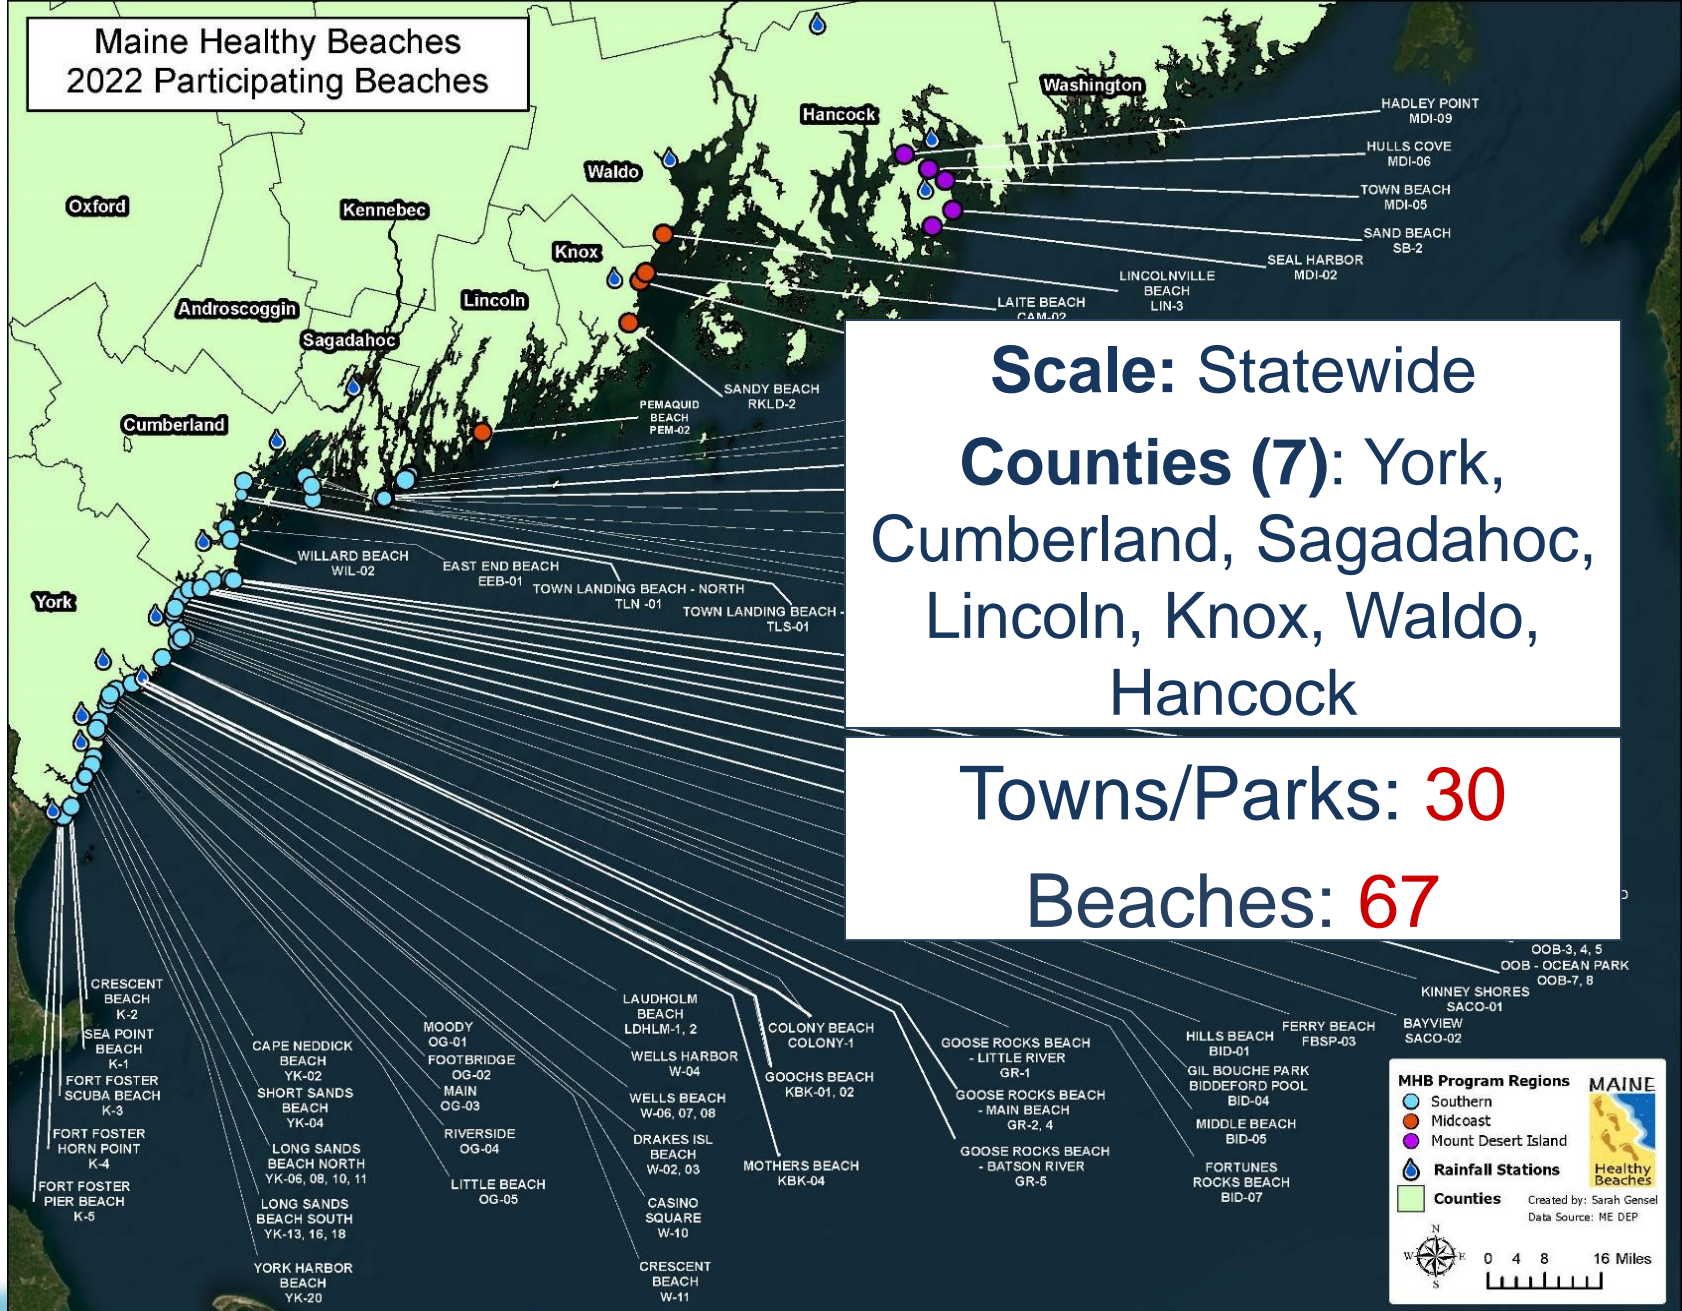 Maine Healthy Beaches
2022 Participating Beaches
Washington
Hancock
Waldo
Oxford
Kennebec
Knox
Lincoln
Androscoggin
Sagadahoc
Cumberland
York
HADLEY POINT
MDI-09
HULLS COVE
MDI-06
TOWN BEACH
MDI-05
SAND BEACH
SB-2
SEAL HARBOR
MDI-02
LINCOLNVILLE
BEACH
LIN-3
LAITE BEACH
CAM-02
SANDY BEACH
RKLD-2
PEMAQUID
BEACH
PEM-02
Scale: Statewide
Counties (7): York,
Cumberland, Sagadahoc,
Lincoln, Knox, Waldo,
Hancock
Towns/Parks: 30
Beaches: 67
WILLARD BEACH
WIL-02
EAST END BEACH
EEB-01
TOWN LANDING BEACH - NORTH
TLN -01
TOWN LANDING BEACH -
TLS-01
OOB-3, 4, 5
OOB - OCEAN PARK
OOB-7, 8
KINNEY SHORES
SACO-01
BAYVIEW
SACO-02
FERRY BEACH
FBSP-03
HILLS BEACH
BID-01
GIL BOUCHE PARK
BIDDEFORD POOL
BID-04
MIDDLE BEACH
BID-05
FORTUNES
ROCKS BEACH
BID-07
GOOSE ROCKS BEACH
- LITTLE RIVER
GR-1
GOOSE ROCKS BEACH
- MAIN BEACH
GR-2, 4
GOOSE ROCKS BEACH
- BATSON RIVER
GR-5
COLONY BEACH
COLONY-1
GOOCHS BEACH
KBK-01, 02
MOTHERS BEACH
KBK-04
LAUDHOLM
BEACH
LDHLM-1, 2
WELLS HARBOR
W-04
WELLS BEACH
W-06, 07, 08
DRAKES ISL
BEACH
W-02, 03
CASINO
SQUARE
W-10
CRESCENT
BEACH
W-11
MOODY
OG-01
FOOTBRIDGE
OG-02
MAIN
OG-03
RIVERSIDE
OG-04
LITTLE BEACH
OG-05
CAPE NEDDICK
BEACH
YK-02
SHORT SANDS
BEACH
YK-04
LONG SANDS
BEACH NORTH
YK-06, 08, 10, 11
LONG SANDS
BEACH SOUTH
YK-13, 16, 18
YORK HARBOR
BEACH
YK-20
CRESCENT
BEACH
K-2
SEA POINT
BEACH
K-1
FORT FOSTER
SCUBA BEACH
K-3
FORT FOSTER
HORN POINT
K-4
FORT FOSTER
PIER BEACH
K-5
MHB Program Regions
Southern
Midcoast
Mount Desert Island
Rainfall Stations
Counties
MAINE
Healthy
Beaches
Created by: Sarah Gensel
Data Source: ME DEP
N
W E
S
0 4 8 16 Miles